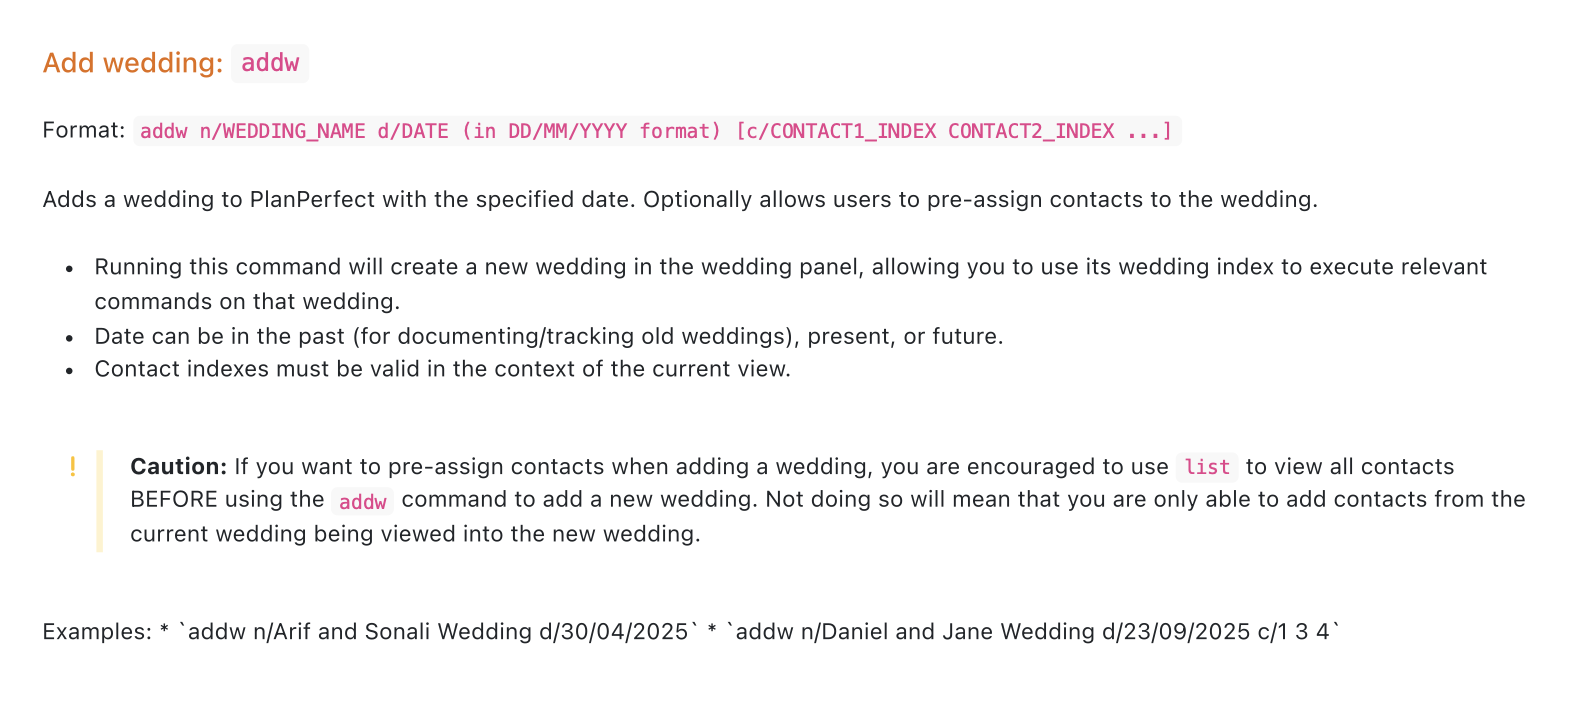 Add wedding: addw
Format: addw n/WEDDING_NAME d/DATE (in DD/MM/YYYY format) [c/CONTACT1_INDEX CONTACT2_INDEX ...]
Adds a wedding to PlanPerfect with the specified date. Optionally allows users to pre-assign contacts to the wedding.
• Running this command will create a new wedding in the wedding panel, allowing you to use its wedding index to execute relevant
commands on that wedding.
• Date can be in the past (for documenting/tracking old weddings), present, or future.
• Contact indexes must be valid in the context of the current view.
❗ Caution: If you want to pre-assign contacts when adding a wedding, you are encouraged to use list to view all contacts
BEFORE using the addw command to add a new wedding. Not doing so will mean that you are only able to add contacts from the
current wedding being viewed into the new wedding.
Examples: * `addw n/Arif and Sonali Wedding d/30/04/2025` * `addw n/Daniel and Jane Wedding d/23/09/2025 c/1 3 4`